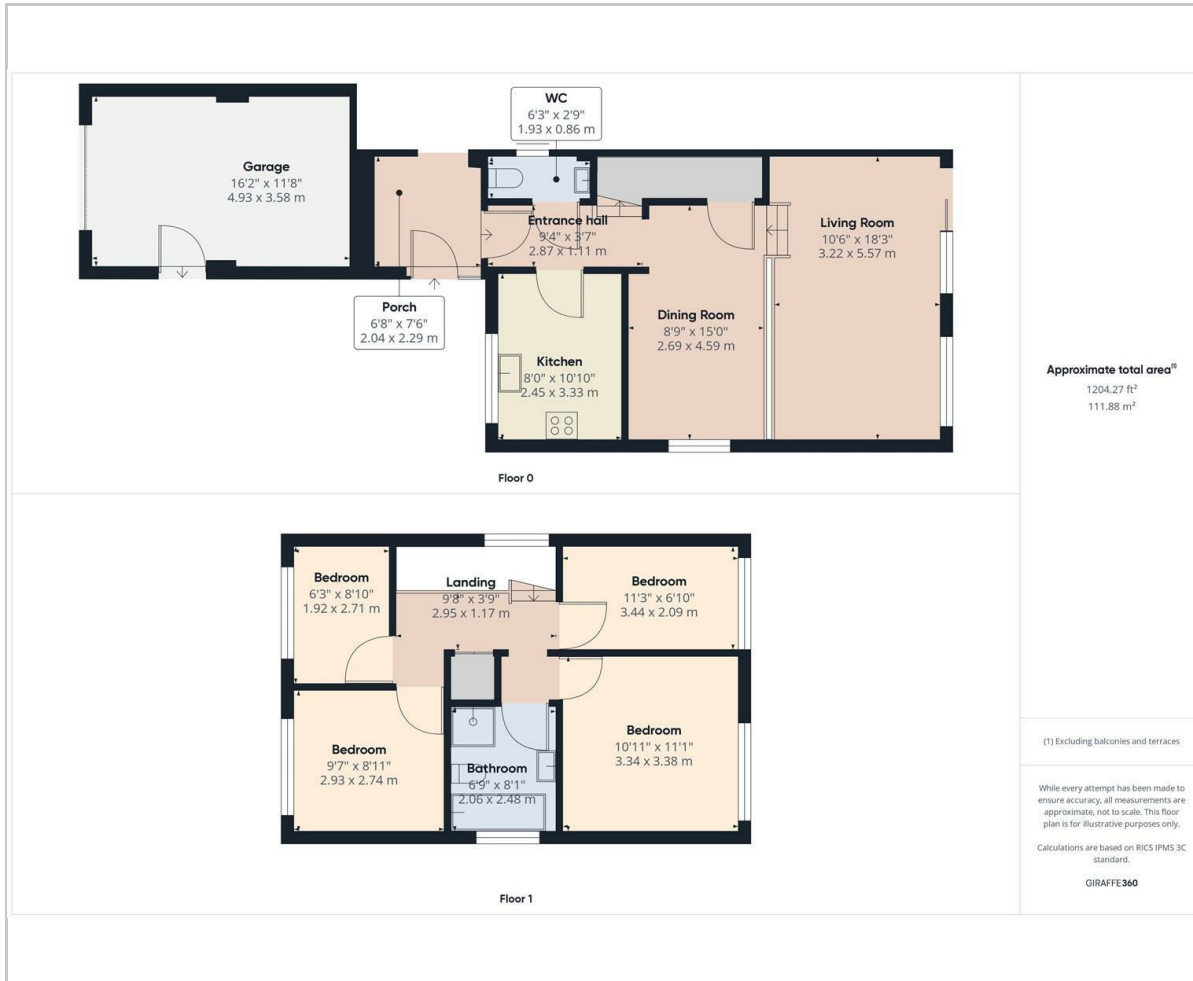 WC
6'3" x 2'9"
1.93 x 0.86 m
Garage
16'2" x 11'8"
4.93 x 3.58 m
Entrance hall
9'4" x 3'7"
2.87 x 1.11 m
Living Room
10'6" x 18'3"
3.22 x 5.57 m
Porch
6'8" x 7'6"
2.04 x 2.29 m
Dining Room
8'9" x 15'0"
2.69 x 4.59 m
Kitchen
8'0" x 10'10"
2.45 x 3.33 m
Floor 0
Approximate total area(1)
1204.27 ft²
111.88 m²
Bedroom
6'3" x 8'10"
1.92 x 2.71 m
Landing
9'8" x 3'9"
2.95 x 1.17 m
Bedroom
11'3" x 6'10"
3.44 x 2.09 m
Bedroom
9'7" x 8'11"
2.93 x 2.74 m
Bathroom
6'9" x 8'1"
2.06 x 2.48 m
Bedroom
10'11" x 11'1"
3.34 x 3.38 m
Floor 1
(1) Excluding balconies and terraces
While every attempt has been made to
ensure accuracy, all measurements are
approximate, not to scale. This floor
plan is for illustrative purposes only.
Calculations are based on RICS IPMS 3C
standard.
GIRAFFE360